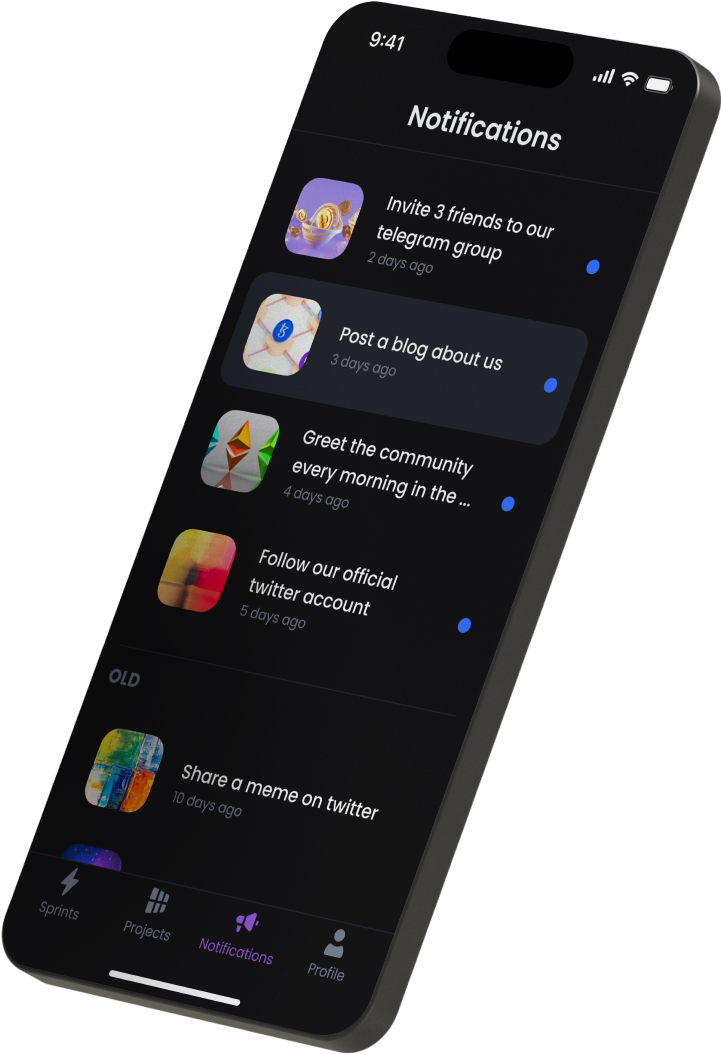 9:41
Notifications
Invite 3 friends to our
telegram group
2 days ago
Post a blog about us
3 days ago
Greet the community
every morning in the ...
4 days ago
Follow our official
twitter account
5 days ago
OLD
Share a meme on twitter
10 days ago
Sprints
Projects
Notifications
Profile